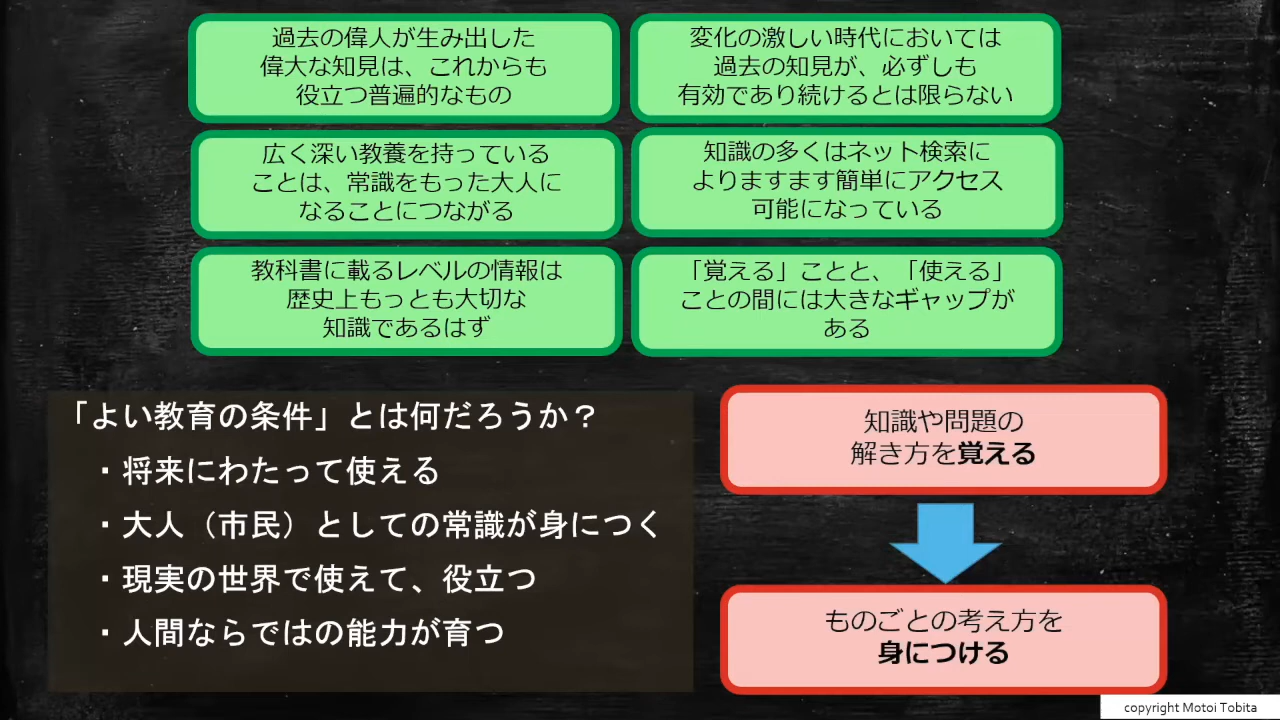 過去の偉人が生み出した
偉大な知見は、これからも
役立つ普遍的なもの
変化の激しい時代においては
過去の知見が、必ずしも
有効であり続けるとは限らない
広く深い教養を持っている
ことは、常識をもった大人に
なることにつながる
知識の多くはネット検索に
よりますます簡単にアクセス
可能になっている
教科書に載るレベルの情報は
歴史上もっとも大切な
知識であるはず
「覚える」ことと、「使える」
ことの間には大きなギャップが
ある
「よい教育の条件」とは何だろうか？
・将来にわたって使える
・大人（市民）としての常識が身につく
・現実の世界で使えて、役立つ
・人間ならではの能力が育つ
知識や問題の
解き方を覚える
ものごとの考え方を
身につける
copyright Motoi Tobita